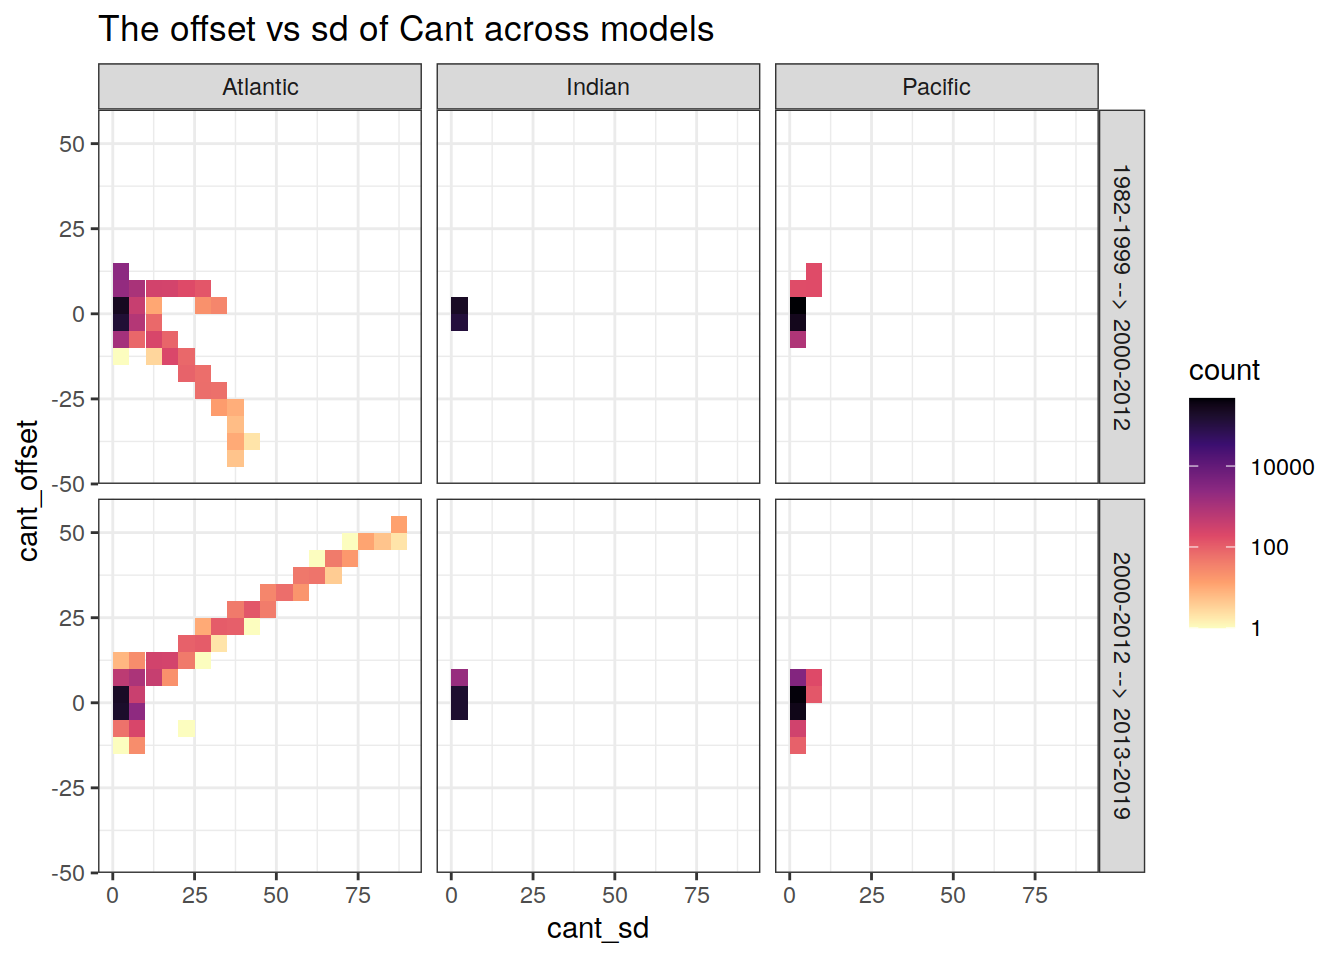 The offset vs sd of Cant across models
Atlantic
Indian
Pacific
50
25
0
-25
-50
1982-1999 --> 2000-2012
50
25
0
-25
-50
2000-2012 --> 2013-2019
cant_offset
0 25 50 75
0 25 50 75
0 25 50 75
cant_sd
count
10000
100
1